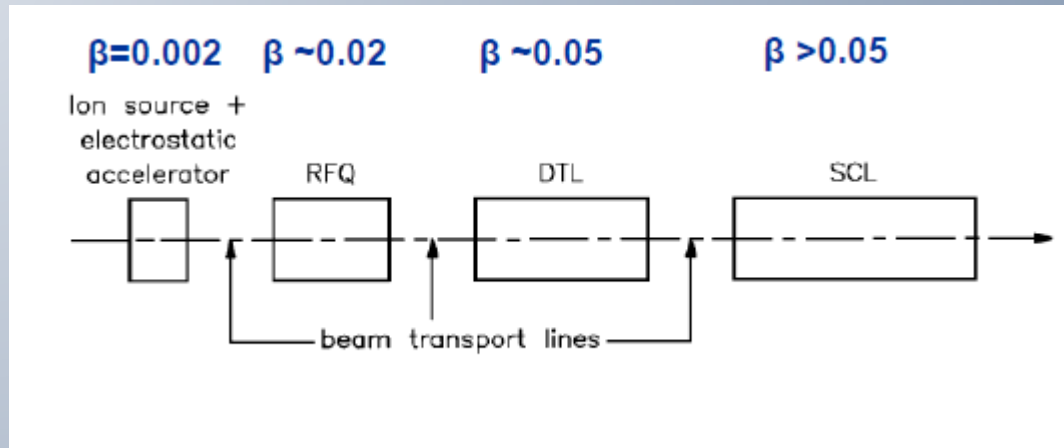 β=0.002 β ~0.02 β ~0.05 β >0.05
Ion source +
electrostatic
accelerator
RFQ
DTL
SCL
beam transport lines